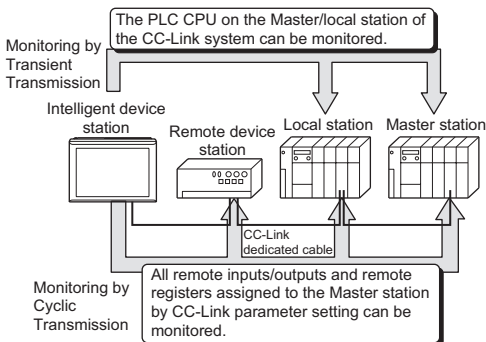 The PLC CPU on the Master/local station of
the CC-Link system can be monitored.
Monitoring by
Transient
Transmission
Intelligent device
station
Remote device
station
Local station
Master station
CC-Link
dedicated cable
Monitoring by
Cyclic
Transmission
All remote inputs/outputs and remote
registers assigned to the Master station
by CC-Link parameter setting can be
monitored.